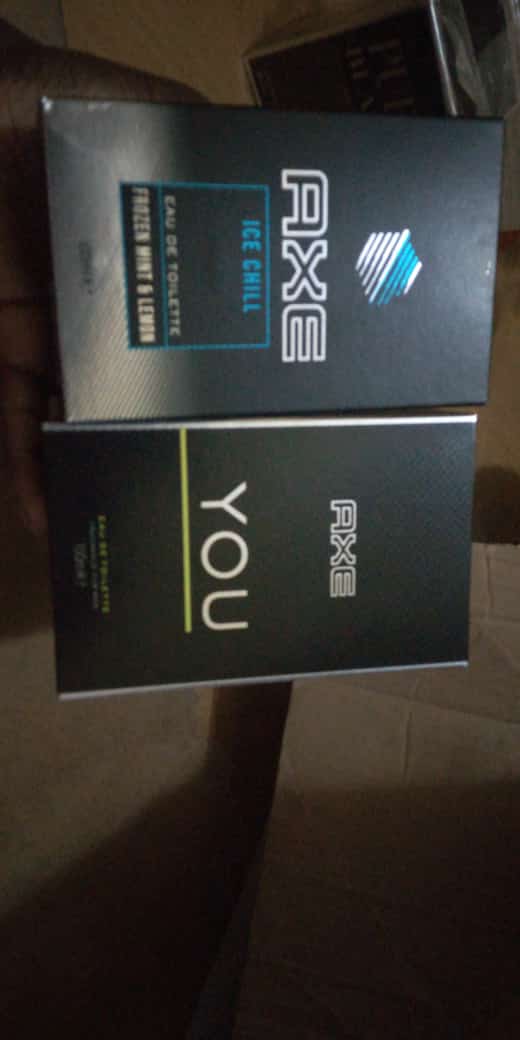 AXE
ICE CHILL
EAU DE TOILETTE
FROZEN MINT & LEMON
AXE
YOU
EAU DE TOILETTE